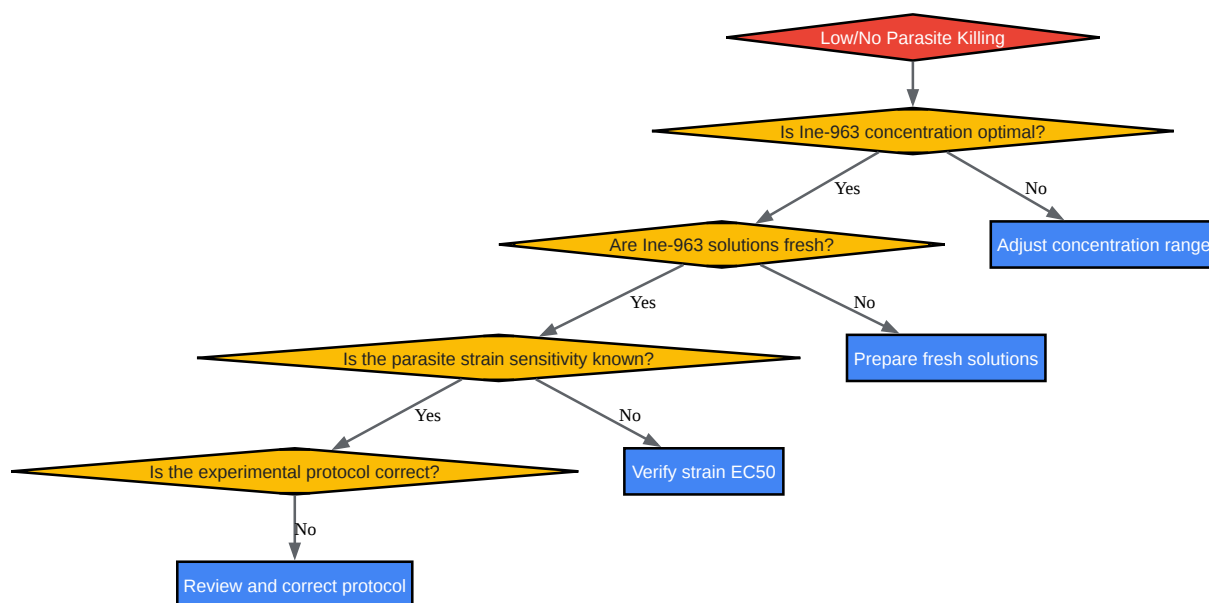 Low/No Parasite Killing
Is Ine-963 concentration optimal?
Yes
No
Are Ine-963 solutions fresh?
Adjust concentration range
Yes
No
Is the parasite strain sensitivity known?
Prepare fresh solutions
Yes
No
Is the experimental protocol correct?
Verify strain EC50
No
Review and correct protocol